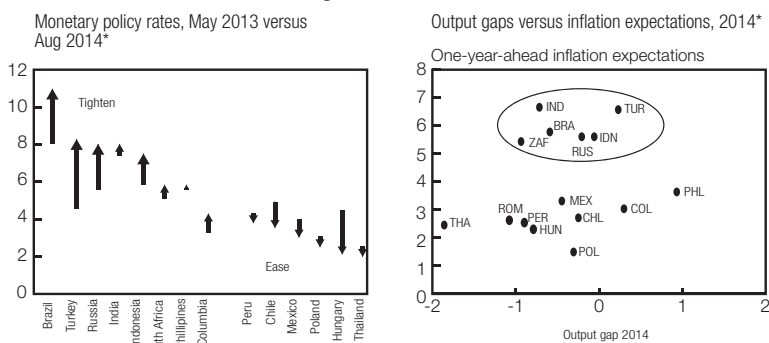 Monetary policy rates, May 2013 versus
Aug 2014*
12
10
8
6
4
2
0
Tighten
Ease
Brazil
Turkey
Russia
India
Indonesia
Phillipines
Peru
Chile
Mexico
Poland
Hungary
Thailand
Output gaps versus inflation expectations, 2014*
One-year-ahead inflation expectations
8
7
6
5
4
3
2
1
0
IND
TUR
BRA
ZAF
RUS
IDN
PHL
MEX
ROM
COL
THA
PER
CHL
HUN
POL
-2
-1
0
1
2
Output gap 2014